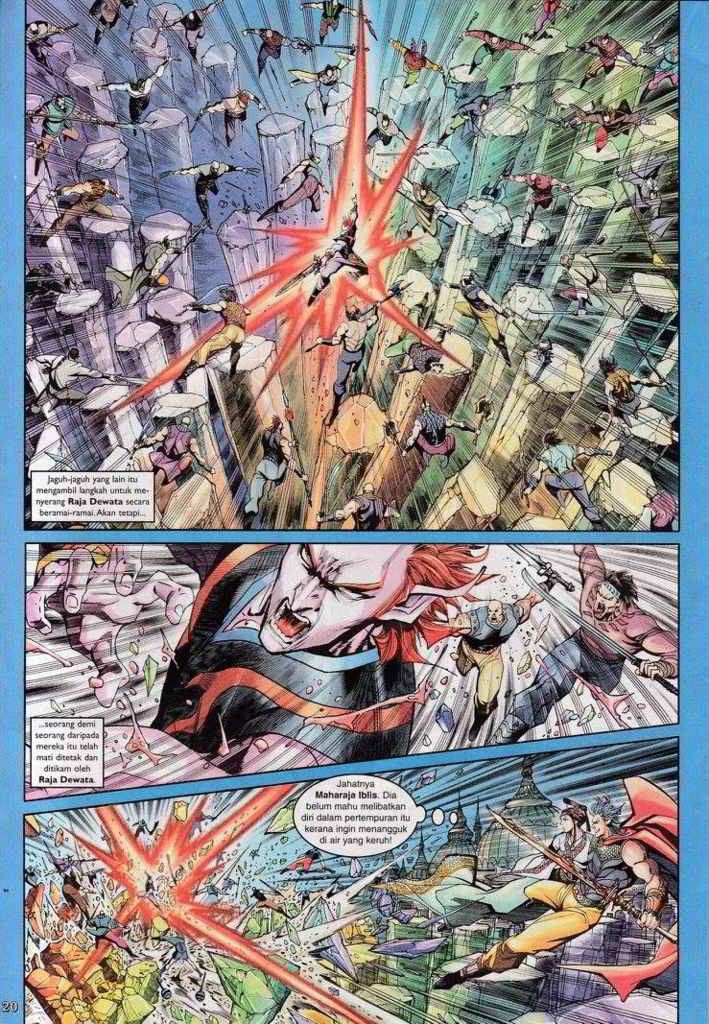 Jaguh-jaguh yang lain itu
mengambil langkah untuk me-
nyerang Raja Dewata secara
beramai-ramai. Akan tetapi...
...seorang demi
seorang daripada
mereka itu telah
mati ditetak dan
ditikam oleh
Raja Dewata.
Jahatnya
Maharaja Iblis. Dia
belum mahu melibatkan
diri dalam pertempuran itu
kerana ingin menangguk
di air yang keruh!
20